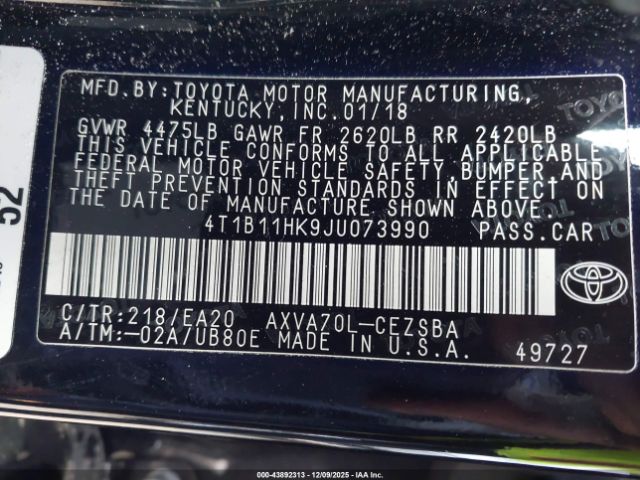 MFD.BY:TOYOTA MOTOR MANUFACTURING,
KENTUCKY, INC. 01/18
GVWR 4475LB GAWR FR 2620LB RR 2420LB
THIS VEHICLE CONFORMS TO ALL APPLICABLE
FEDERAL MOTOR VEHICLE SAFETY, BUMPER, AND
THEFT PREVENTION STANDARDS IN EFFECT ON
THE DATE OF MANUFACTURE SHOWN ABOVE.
4T1B11HK9JU073990 PASS.CAR
C/TR:218/EA20 AXVA70L-CEZSBA
A/TM:-02A/UB80E MADE IN U.S.A.
49727
TOYOTA
52
000-43892313 | 12/09/2025 | IAA Inc.